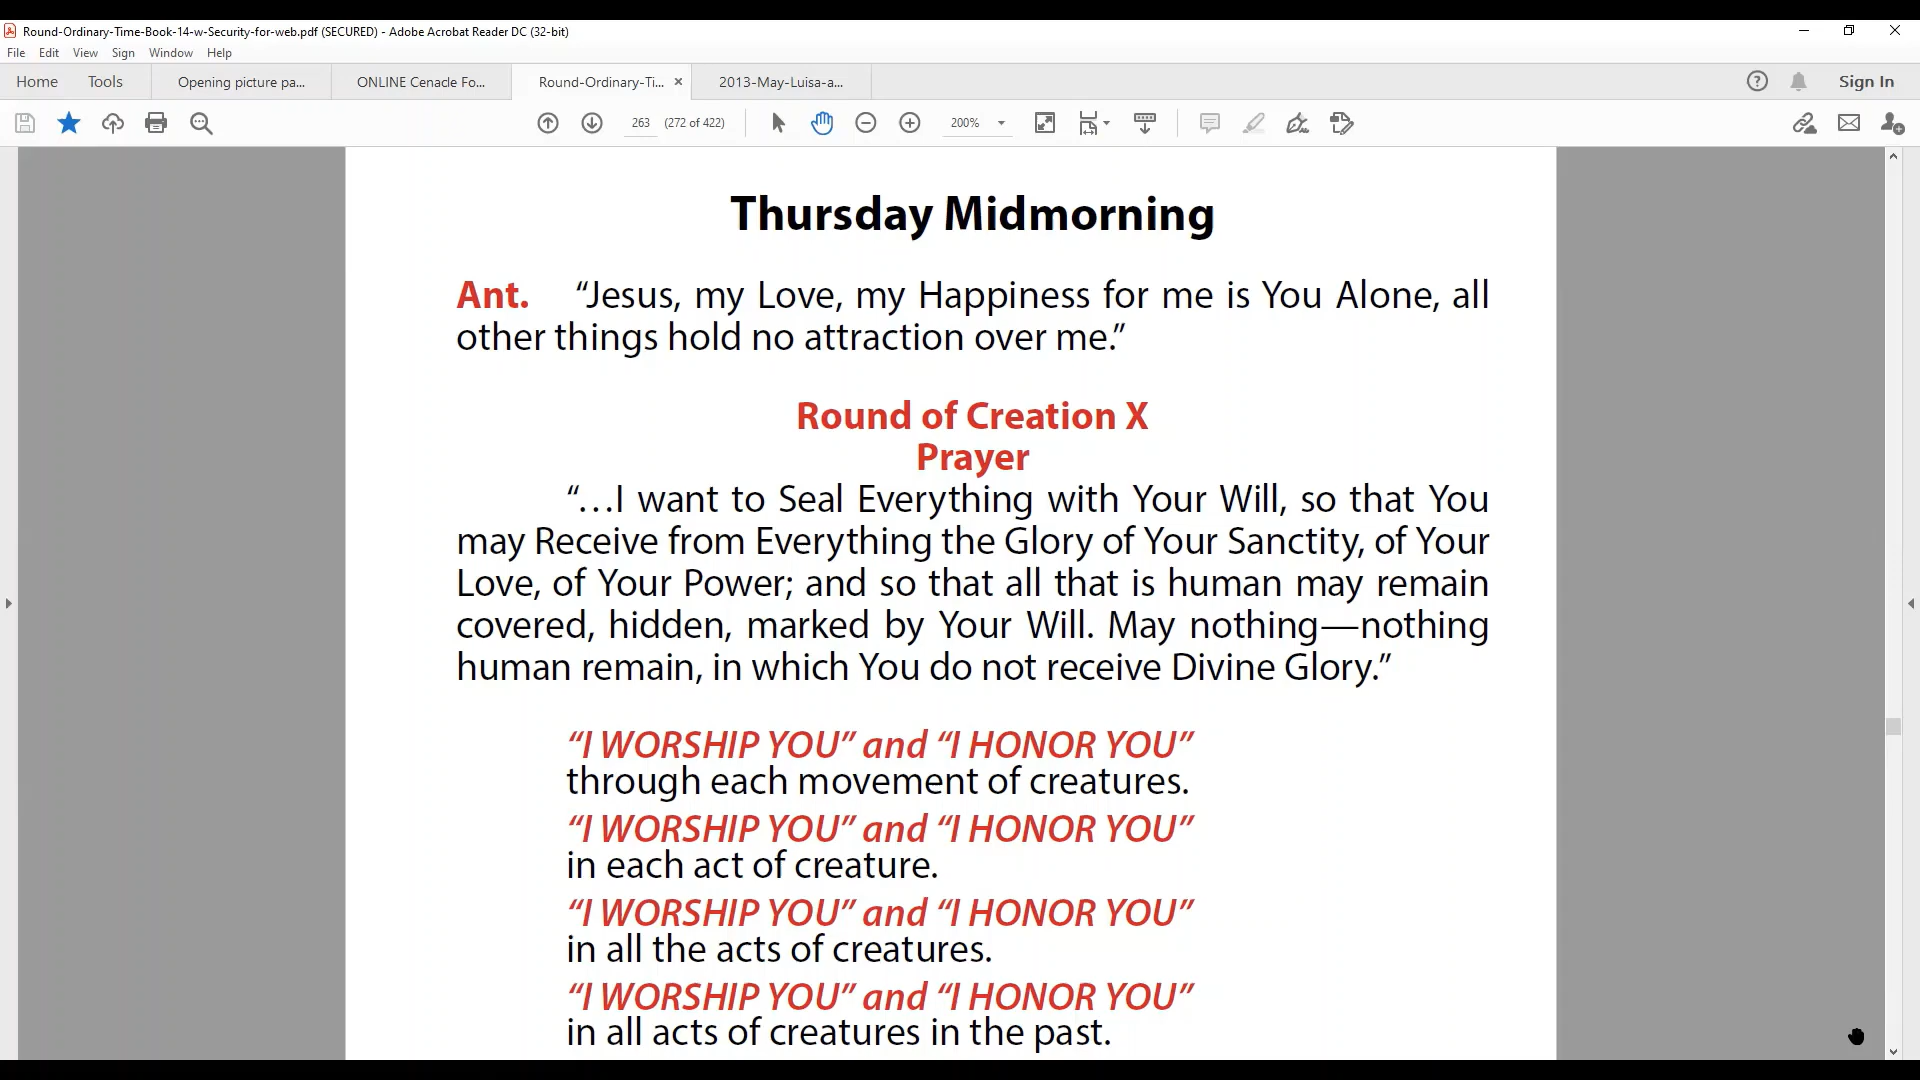 Round-Ordinary-Time-Book-14-w-Security-for-web.pdf (SECURED) - Adobe Acrobat Reader DC (32-bit)
File Edit View Sign Window Help
Home Tools Opening picture pa... ONLINE Cenacle Fo... Round-Ordinary-Ti... 2013-May-Luisa-a... Sign In
263 (272 of 422) 200%
Thursday Midmorning
Ant. “Jesus, my Love, my Happiness for me is You Alone, all
other things hold no attraction over me.”
Round of Creation X
Prayer
“…I want to Seal Everything with Your Will, so that You
may Receive from Everything the Glory of Your Sanctity, of Your
Love, of Your Power; and so that all that is human may remain
covered, hidden, marked by Your Will. May nothing—nothing
human remain, in which You do not receive Divine Glory.”
“I WORSHIP YOU” and “I HONOR YOU”
through each movement of creatures.
“I WORSHIP YOU” and “I HONOR YOU”
in each act of creature.
“I WORSHIP YOU” and “I HONOR YOU”
in all the acts of creatures.
“I WORSHIP YOU” and “I HONOR YOU”
in all acts of creatures in the past.